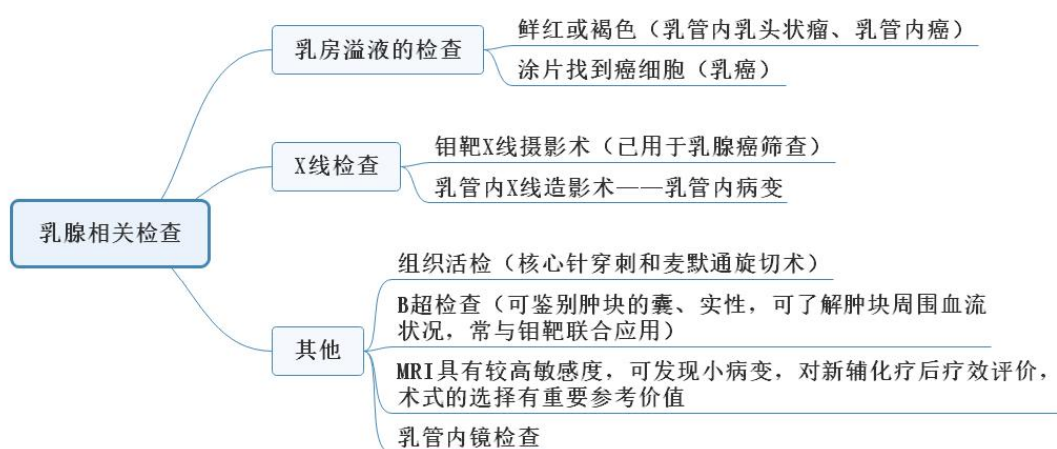 乳腺相关检查
乳房溢液的检查
鲜红或褐色（乳管内乳头状瘤、乳管内癌）
涂片找到癌细胞（乳癌）
X线检查
钼靶X线摄影术（已用于乳腺癌筛查）
乳管内X线造影术——乳管内病变
其他
组织活检（核心针穿刺和麦默通旋切术）
B超检查（可鉴别肿块的囊、实性，可了解肿块周围血流
状况，常与钼靶联合应用）
MRI具有较高敏感度，可发现小病变，对新辅化疗后疗效评价，
术式的选择有重要参考价值
乳管内镜检查